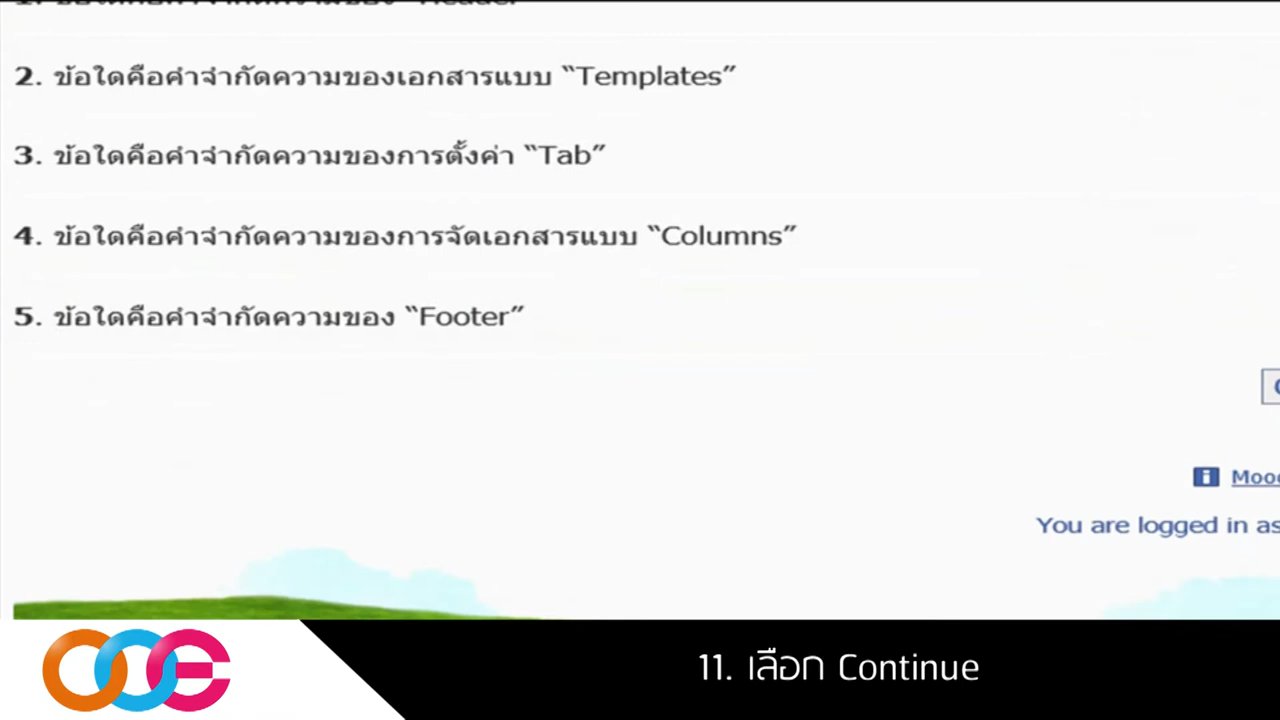 2. ข้อใดคือคำจำกัดความของเอกสารแบบ “Templates”
3. ข้อใดคือคำจำกัดความของการตั้งค่า “Tab”
4. ข้อใดคือคำจำกัดความของการจัดเอกสารแบบ “Columns”
5. ข้อใดคือคำจำกัดความของ “Footer”
You are logged in as
11. เลือก Continue